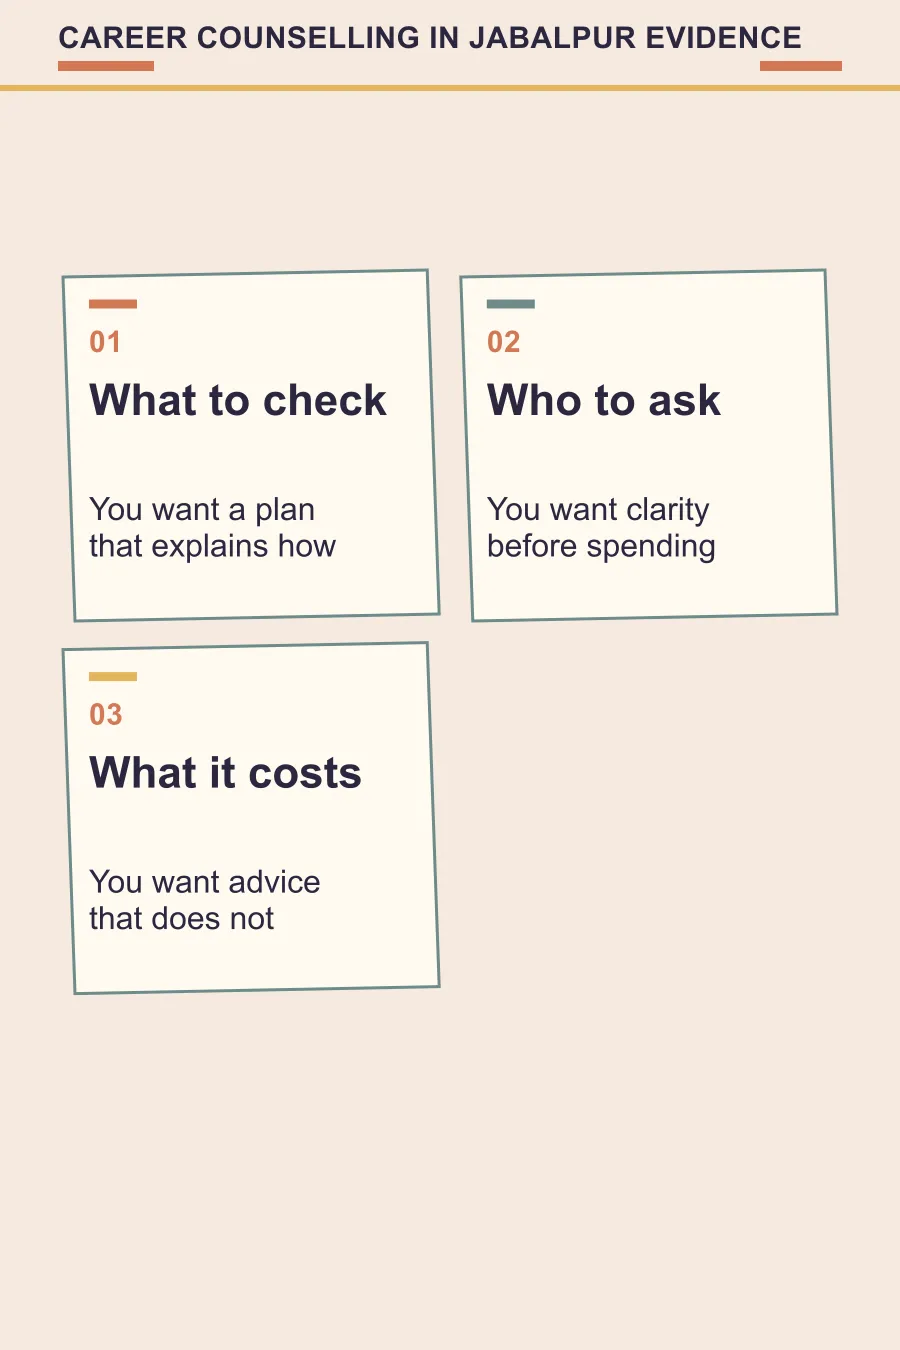 CAREER COUNSELLING IN JABALPUR EVIDENCE
01
What to check
You want a plan
that explains how
02
Who to ask
You want clarity
before spending
03
What it costs
You want advice
that does not